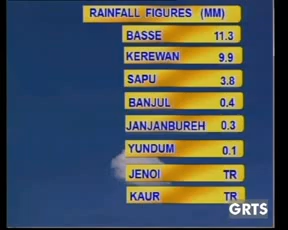 RAINFALL FIGURES (MM)
BASSE 11.3
KEREWAN 9.9
SAPU 3.8
BANJUL 0.4
JANJANBUREH 0.3
YUNDUM 0.1
JENOI TR
KAUR TR
GRTS